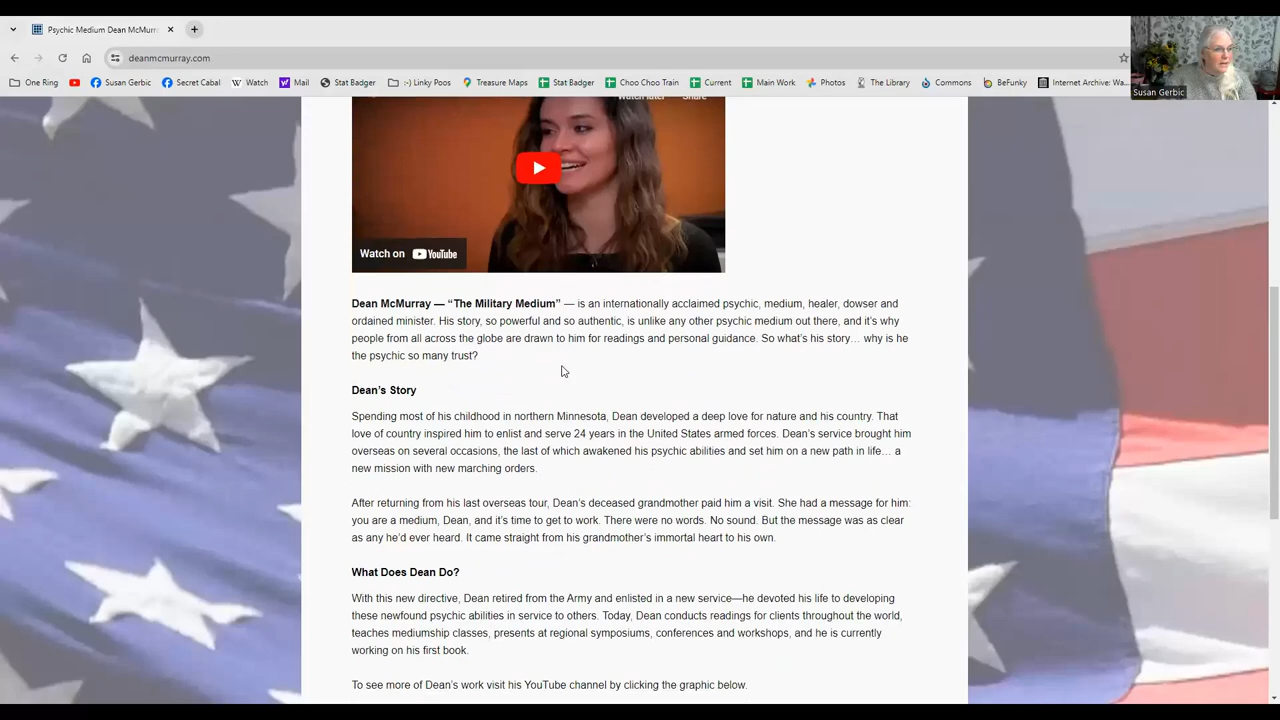 Psychic Medium Dean McMurr
deanmcmurray.com
One Ring
Susan Gerbic
Secret Cabal
Watch
Mail
Stat Badger
:-) Linky Poos
Treasure Maps
Stat Badger
Choo Choo Train
Current
Main Work
Photos
The Library
Commons
BeFunky
Internet Archive: Wa...
Susan Gerbic
Watch later
Share
Watch on YouTube
Dean McMurray — “The Military Medium” — is an internationally acclaimed psychic, medium, healer, dowser and
ordained minister. His story, so powerful and so authentic, is unlike any other psychic medium out there, and it’s why
people from all across the globe are drawn to him for readings and personal guidance. So what’s his story… why is he
the psychic so many trust?
Dean’s Story
Spending most of his childhood in northern Minnesota, Dean developed a deep love for nature and his country. That
love of country inspired him to enlist and serve 24 years in the United States armed forces. Dean’s service brought him
overseas on several occasions, the last of which awakened his psychic abilities and set him on a new path in life… a
new mission with new marching orders.
After returning from his last overseas tour, Dean’s deceased grandmother paid him a visit. She had a message for him:
you are a medium, Dean, and it’s time to get to work. There were no words. No sound. But the message was as clear
as any he’d ever heard. It came straight from his grandmother’s immortal heart to his own.
What Does Dean Do?
With this new directive, Dean retired from the Army and enlisted in a new service—he devoted his life to developing
these newfound psychic abilities in service to others. Today, Dean conducts readings for clients throughout the world,
teaches mediumship classes, presents at regional symposiums, conferences and workshops, and he is currently
working on his first book.
To see more of Dean’s work visit his YouTube channel by clicking the graphic below.